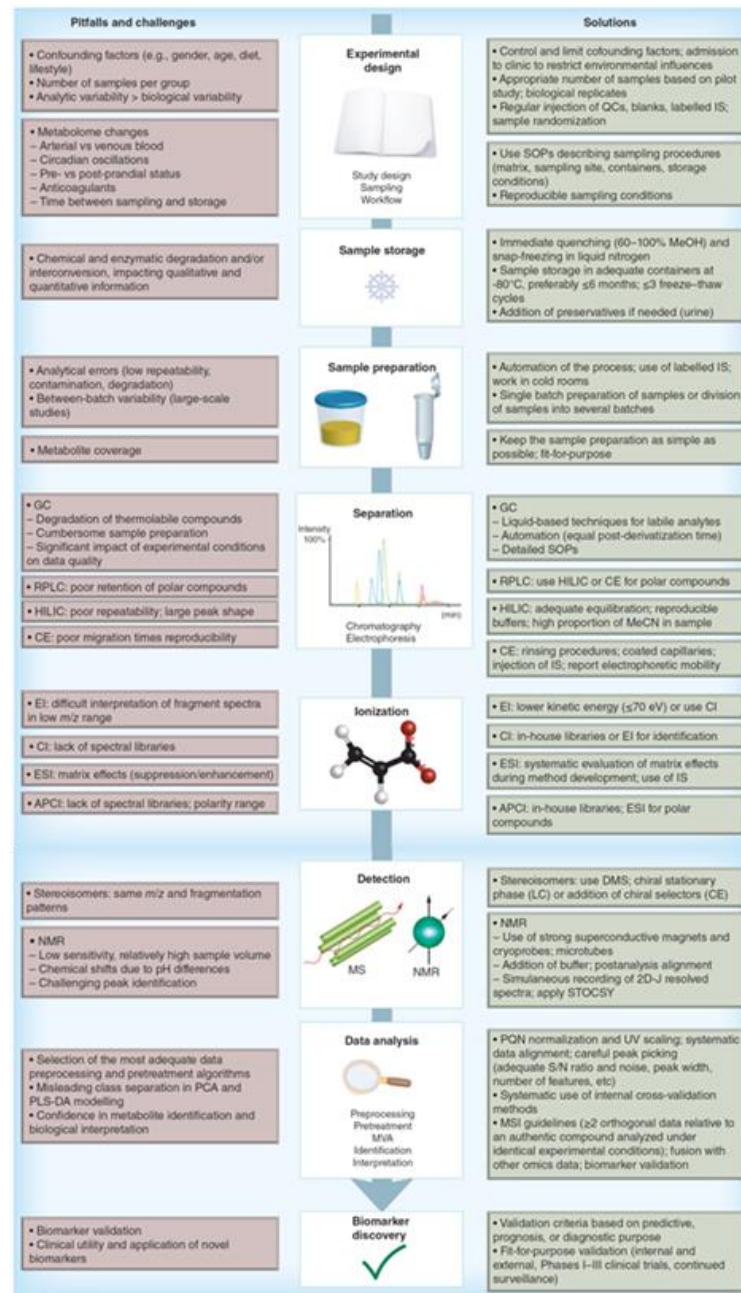 Pitfalls and challenges
Solutions
• Confounding factors (e.g., gender, age, diet,
lifestyle)
• Number of samples per group
• Analytic variability > biological variability
• Metabolome changes
– Arterial vs venous blood
– Circadian oscillations
– Pre- vs post-prandial status
– Anticoagulants
– Time between sampling and storage
Experimental
design
Study design
Sampling
Workflow
• Control and limit cofounding factors; admission
to clinic to restrict environmental influences
• Appropriate number of samples based on pilot
study; biological replicates
• Regular injection of QCs, blanks, labelled IS;
sample randomization
• Use SOPs describing sampling procedures
(matrix, sampling site, containers, storage
conditions)
• Reproducible sampling conditions
• Chemical and enzymatic degradation and/or
interconversion, impacting qualitative and
quantitative information
Sample storage
• Immediate quenching (60–100% MeOH) and
snap-freezing in liquid nitrogen
• Sample storage in adequate containers at
-80°C, preferably ≤6 months; ≤3 freeze–thaw
cycles
• Addition of preservatives if needed (urine)
• Analytical errors (low repeatability,
contamination, degradation)
• Between-batch variability (large-scale
studies)
• Metabolite coverage
Sample preparation
• Automation of the process; use of labelled IS;
work in cold rooms
• Single batch preparation of samples or division
of samples into several batches
• Keep the sample preparation as simple as
possible; fit-for-purpose
• GC
– Degradation of thermolabile compounds
– Cumbersome sample preparation
– Significant impact of experimental conditions
on data quality
• RPLC: poor retention of polar compounds
• HILIC: poor repeatability; large peak shape
• CE: poor migration times reproducibility
Separation
Intensity
100%
(min)
Chromatography
Electrophoresis
• GC
– Liquid-based techniques for labile analytes
– Automation (equal post-derivatization time)
– Detailed SOPs
• RPLC: use HILIC or CE for polar compounds
• HILIC: adequate equilibration; reproducible
buffers; high proportion of MeCN in sample
• CE: rinsing procedures; coated capillaries;
injection of IS; report electrophoretic mobility
• EI: difficult interpretation of fragment spectra
in low m/z range
• CI: lack of spectral libraries
• ESI: matrix effects (suppression/enhancement)
• APCI: lack of spectral libraries; polarity range
Ionization
• EI: lower kinetic energy (≤70 eV) or use CI
• CI: in-house libraries or EI for identification
• ESI: systematic evaluation of matrix effects
during method development; use of IS
• APCI: in-house libraries; ESI for polar
compounds
• Stereoisomers: same m/z and fragmentation
patterns
• NMR
– Low sensitivity, relatively high sample volume
– Chemical shifts due to pH differences
– Challenging peak identification
Detection
MS
NMR
• Stereoisomers: use DMS; chiral stationary
phase (LC) or addition of chiral selectors (CE)
• NMR
– Use of strong superconductive magnets and
cryoprobes; microtubes
– Addition of buffer; postanalysis alignment
– Simulaneous recording of 2D-J resolved
spectra; apply STOCSY
• Selection of the most adequate data
preprocessing and pretreatment algorithms
• Misleading class separation in PCA and
PLS-DA modelling
• Confidence in metabolite identification and
biological interpretation
Data analysis
Preprocessing
Pretreatment
MVA
Identification
Interpretation
• PQN normalization and UV scaling; systematic
data alignment; careful peak picking
(adequate S/N ratio and noise, peak width,
number of features, etc)
• Systematic use of internal cross-validation
methods
• MSI guidelines (≥2 orthogonal data relative to
an authentic compound analyzed under
identical experimental conditions); fusion with
other omics data; biomarker validation
• Biomarker validation
• Clinical utility and application of novel
biomarkers
Biomarker
discovery
• Validation criteria based on predictive,
prognosis, or diagnostic purpose
• Fit-for-purpose validation (internal and
external, Phases I–III clinical trials, continued
surveillance)